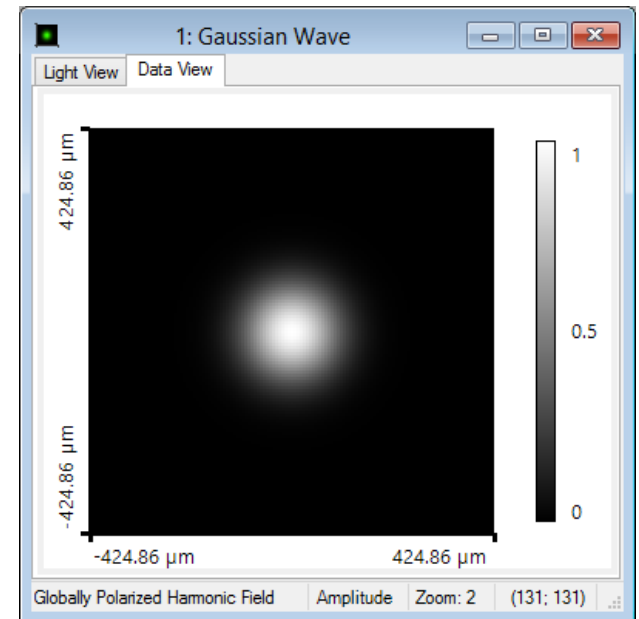 1: Gaussian Wave
Light View Data View
424.86 µm
-424.86 µm
-424.86 µm 424.86 µm
1
0.5
0
Globally Polarized Harmonic Field Amplitude Zoom: 2 (131; 131)